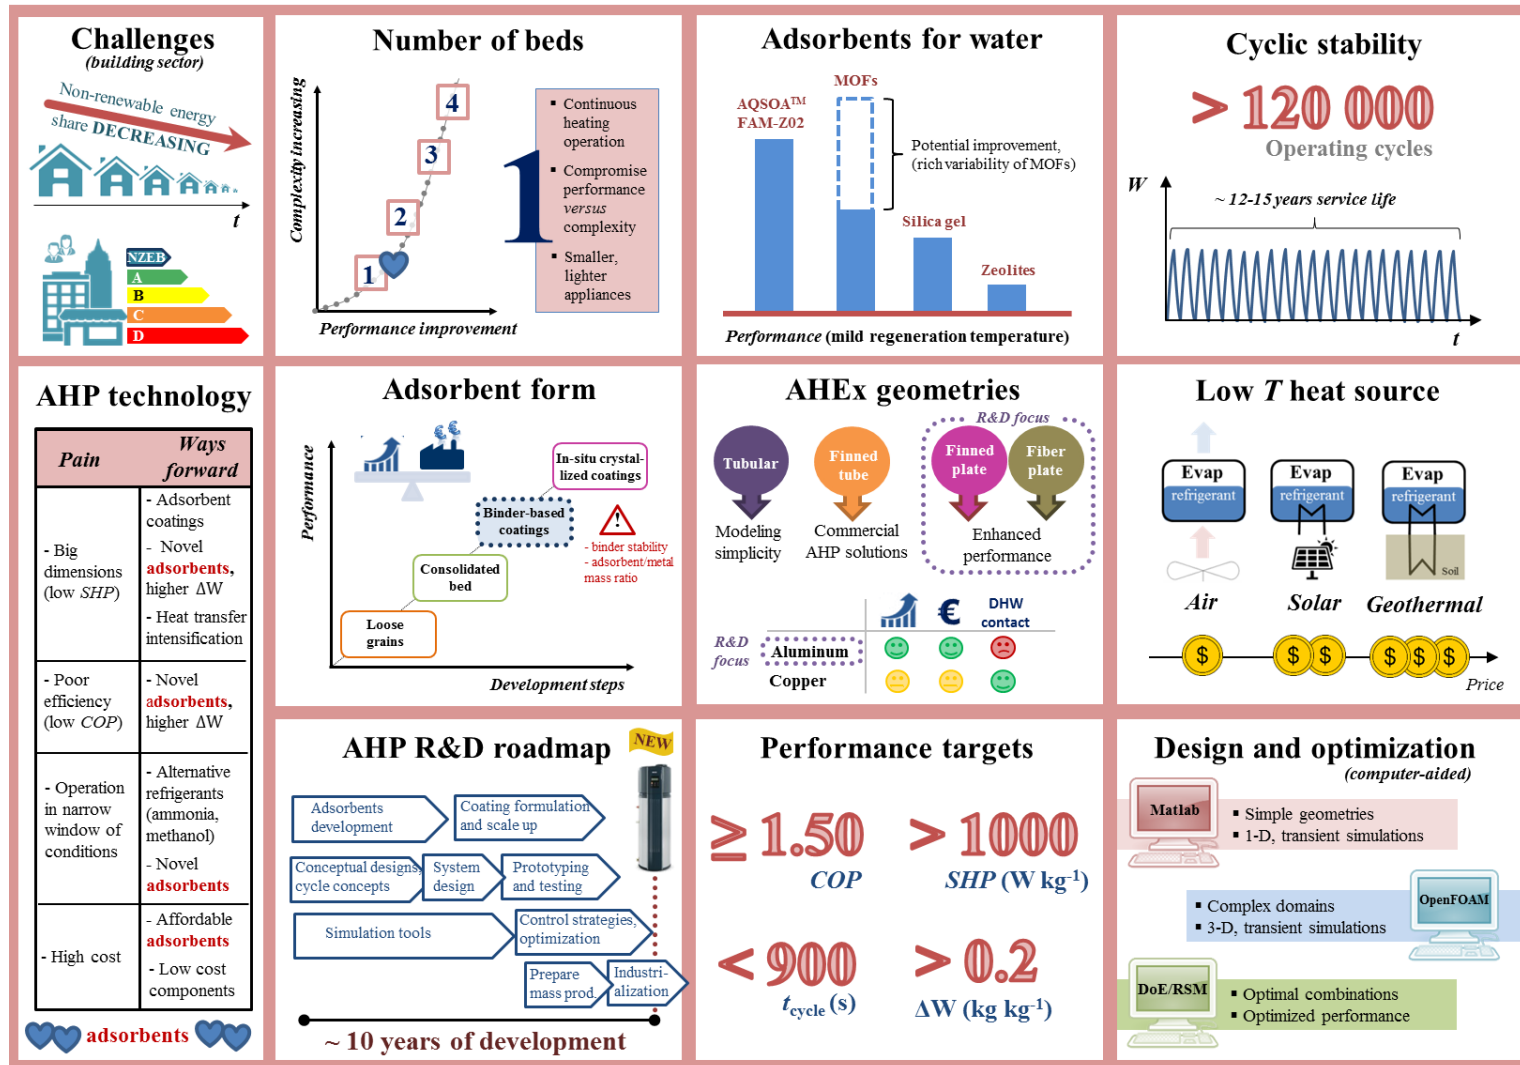 Challenges
(building sector)
Non-renewable energy
share DECREASING
t
NZEB
A
B
C
D
Number of beds
Complexity increasing
4
3
2
1
Performance improvement
1
▪ Continuous
heating
operation
▪ Compromise
performance
versus
complexity
▪ Smaller,
lighter
appliances
Adsorbents for water
AQSOA™
FAM-Z02
MOFs
Potential improvement,
(rich variability of MOFs)
Silica gel
Zeolites
Performance (mild regeneration temperature)
Cyclic stability
> 120 000
Operating cycles
W
~ 12-15 years service life
t
AHP technology
Pain
Ways
forward
- Big
dimensions
(low SHP)
- Adsorbent
coatings
- Novel
adsorbents,
higher ΔW
- Heat transfer
intensification
- Poor
efficiency
(low COP)
- Novel
adsorbents,
higher ΔW
- Operation
in narrow
window of
conditions
- Alternative
refrigerants
(ammonia,
methanol)
- Novel
adsorbents
- High cost
- Affordable
adsorbents
- Low cost
components
adsorbents
Adsorbent form
Performance
€€
In-situ crystal-
lized coatings
Binder-based
coatings
!
- binder stability
- adsorbent/metal
mass ratio
Consolidated
bed
Loose
grains
Development steps
AHEx geometries
R&D focus
Tubular
Finned
tube
Finned
plate
Fiber
plate
Modeling
simplicity
Commercial
AHP solutions
Enhanced
performance
€
DHW
contact
R&D
focus
Aluminum
Copper
Low T heat source
Evap
refrigerant
Evap
refrigerant
Evap
refrigerant
Soil
Air
Solar
Geothermal
$
$ $
$ $ $
Price
AHP R&D roadmap
NEW
Adsorbents
development
Coating formulation
and scale up
Conceptual designs,
cycle concepts
System
design
Prototyping
and testing
Simulation tools
Control strategies,
optimization
Prepare
mass prod.
Industri-
alization
~ 10 years of development
Performance targets
≥ 1.50
COP
> 1000
SHP (W kg⁻¹)
< 900
tcycle (s)
> 0.2
ΔW (kg kg⁻¹)
Design and optimization
(computer-aided)
Matlab
▪ Simple geometries
▪ 1-D, transient simulations
▪ Complex domains
▪ 3-D, transient simulations
OpenFOAM
DoE/RSM
▪ Optimal combinations
▪ Optimized performance